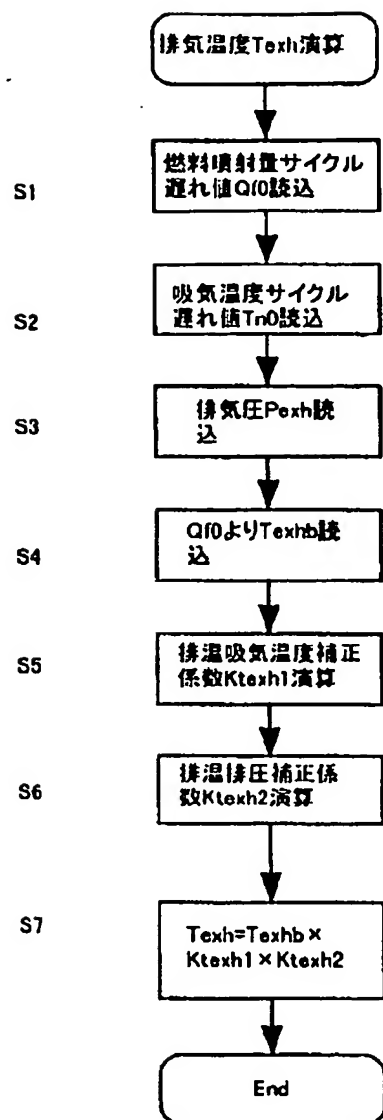 排気温度Texh演算
S1
燃料噴射量サイクル
遅れ値Qf0読込
S2
吸気温度サイクル
遅れ値Tn0読込
S3
排気圧Pexh読
込
S4
Qf0よりTexhb読
込
S5
排温吸気温度補正
係数Ktexh1演算
S6
排温排圧補正係
数Ktexh2演算
S7
Texh=Texhb×
Ktexh1×Ktexh2
End